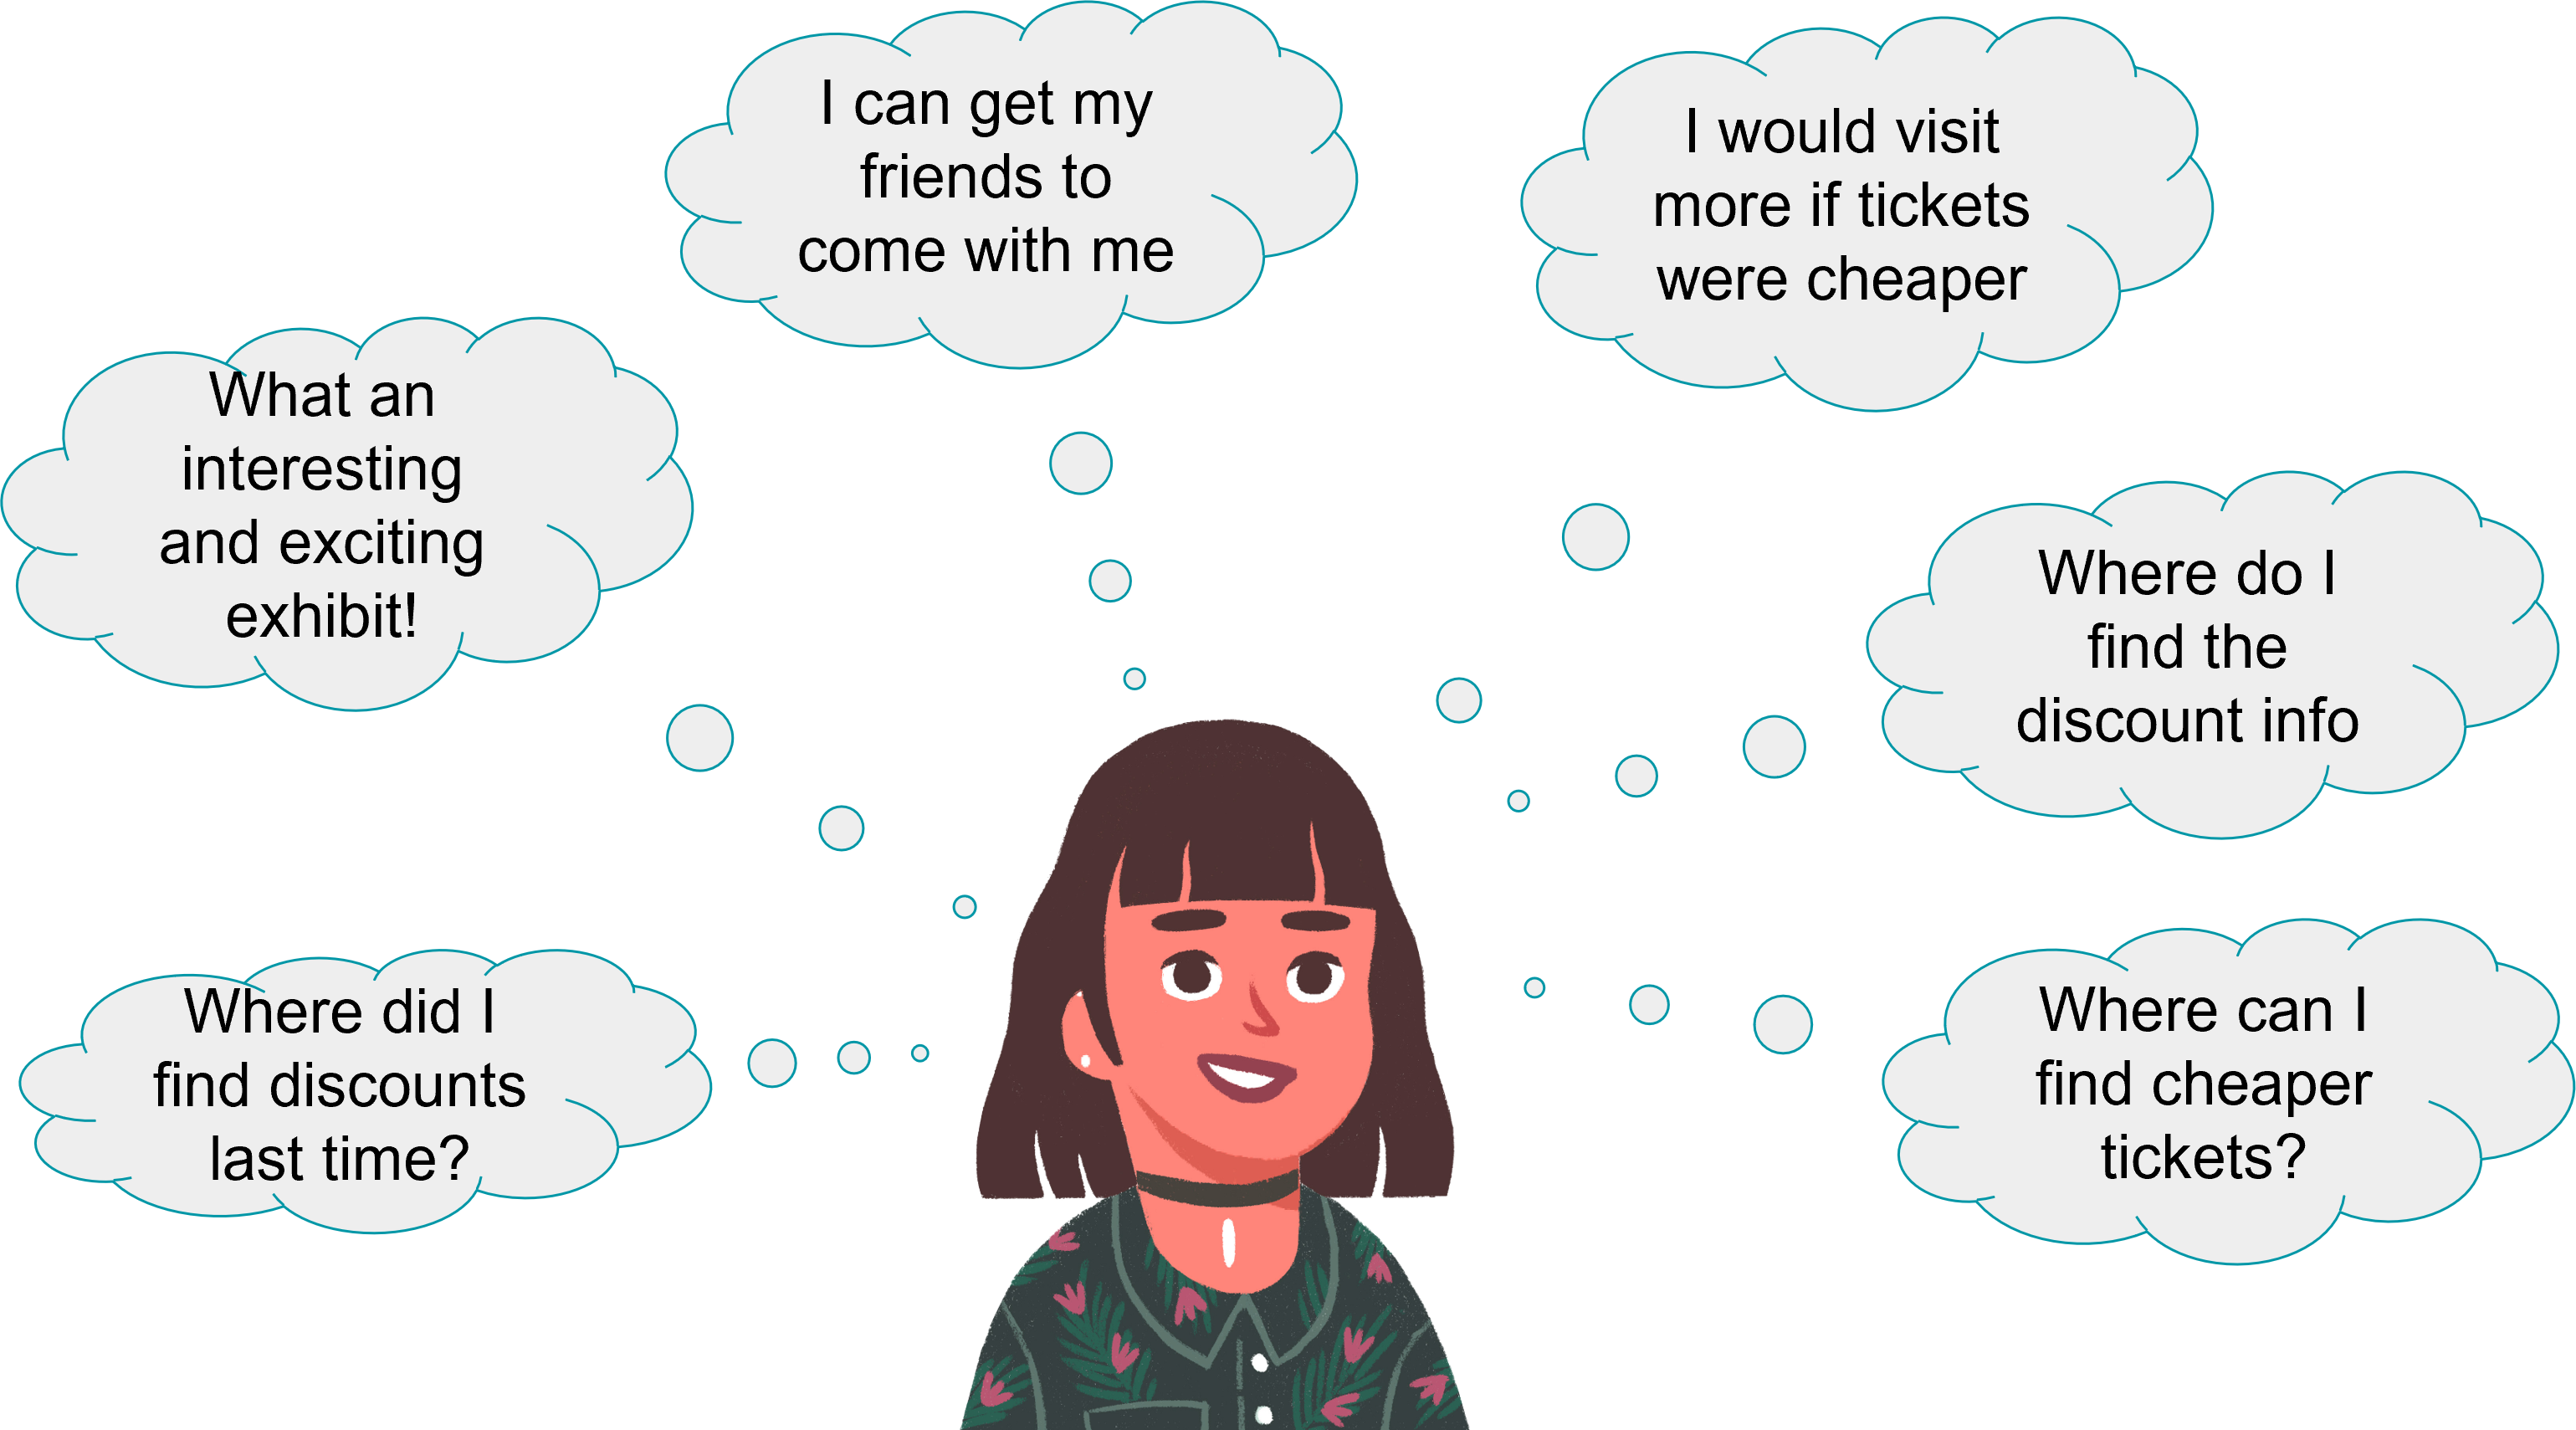 I can get my
friends to
come with me
I would visit
more if tickets
were cheaper
What an
interesting
and exciting
exhibit!
Where do I
find the
discount info
Where did I
find discounts
last time?
Where can I
find cheaper
tickets?